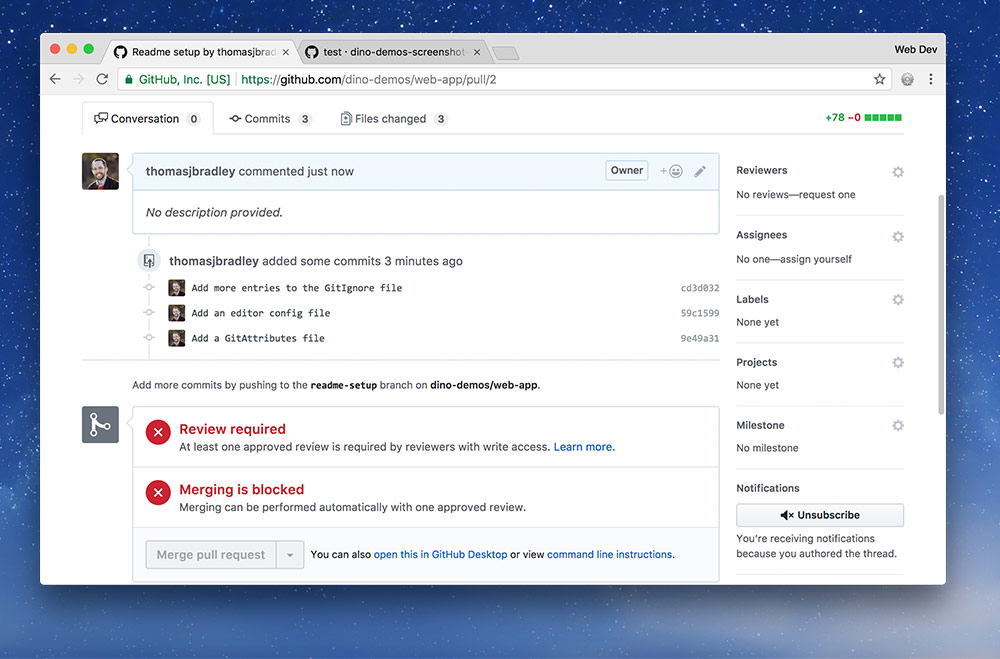 Readme setup by thomasjbrad
test · dino-demos-screenshot-
Web Dev
GitHub, Inc. [US]
https://github.com/dino-demos/web-app/pull/2
Conversation 0
Commits 3
Files changed 3
+78 −0
thomasjbradley commented just now
Owner
No description provided.
thomasjbradley added some commits 3 minutes ago
Add more entries to the GitIgnore file cd3d032
Add an editor config file 59c1599
Add a GitAttributes file 9e49a31
Add more commits by pushing to the readme-setup branch on dino-demos/web-app.
Review required
At least one approved review is required by reviewers with write access. Learn more.
Merging is blocked
Merging can be performed automatically with one approved review.
Merge pull request
You can also open this in GitHub Desktop or view command line instructions.
Reviewers
No reviews—request one
Assignees
No one—assign yourself
Labels
None yet
Projects
None yet
Milestone
No milestone
Notifications
Unsubscribe
You’re receiving notifications
because you authored the thread.